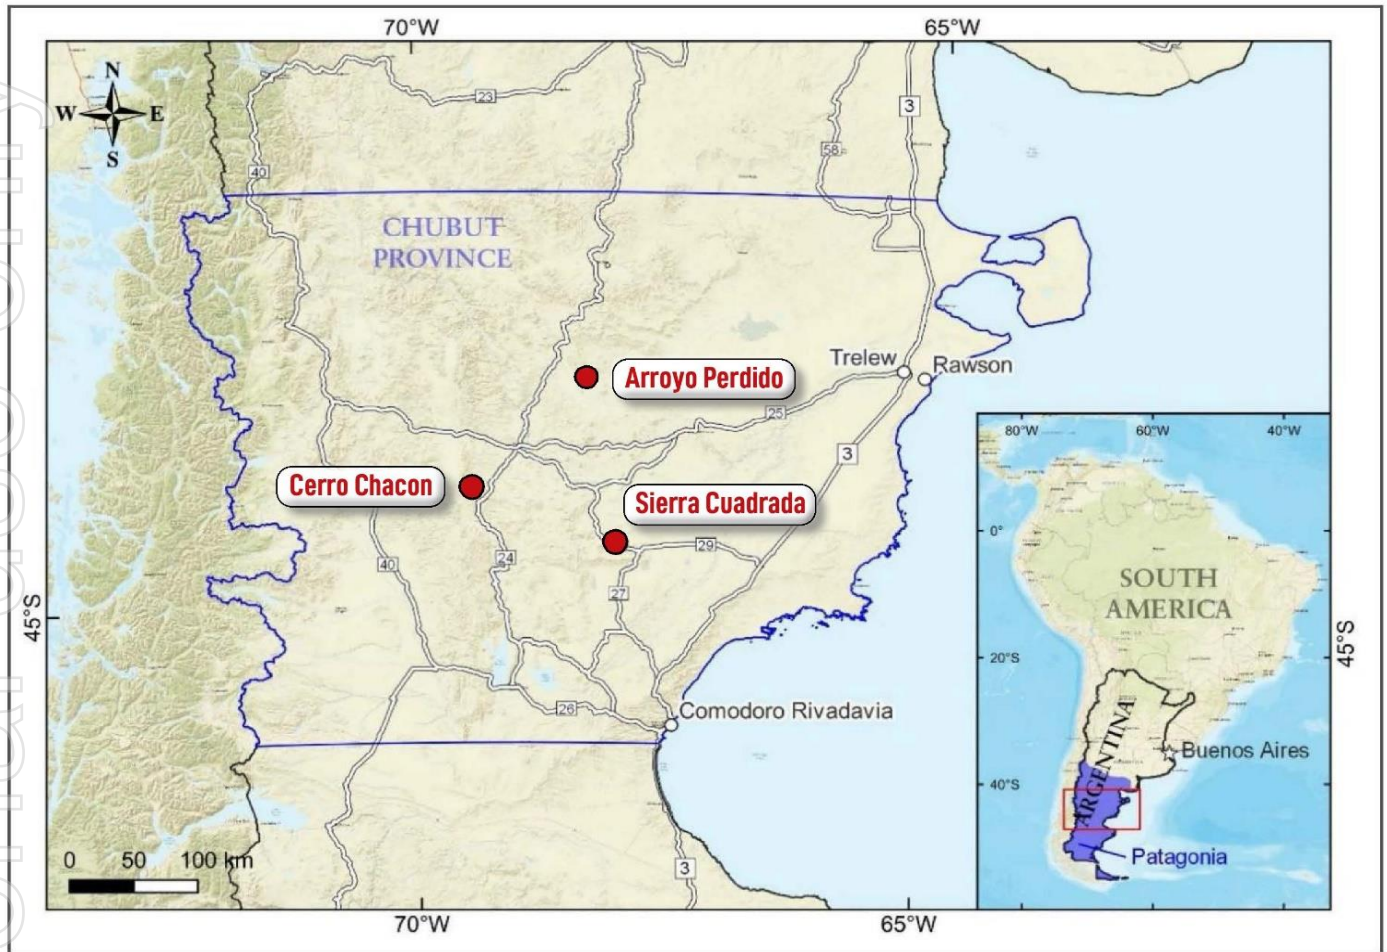 70°W
65°W
N
W
E
S
23
3
58
40
CHUBUT
PROVINCE
Trelew
Rawson
Arroyo Perdido
25
3
80°W
60°W
40°W
Cerro Chacon
Sierra Cuadrada
0°
29
24
40
27
SOUTH
AMERICA
45°S
45°S
20°S
Comodoro Rivadavia
26
ARGENTINA
Buenos Aires
40°S
0
50
100 km
Patagonia
3
70°W
65°W